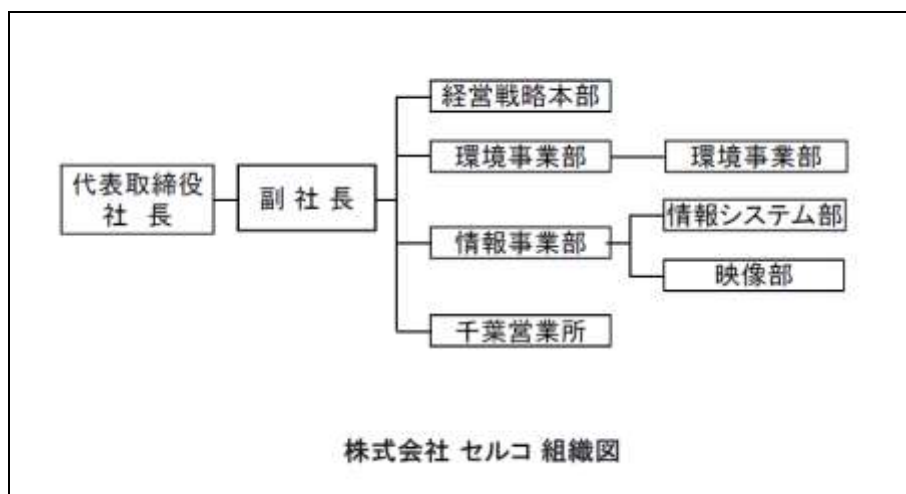 代表取締役
社 長
副 社 長
経営戦略本部
環境事業部
環境事業部
情報事業部
情報システム部
映像部
千葉営業所
株式会社 セルコ 組織図